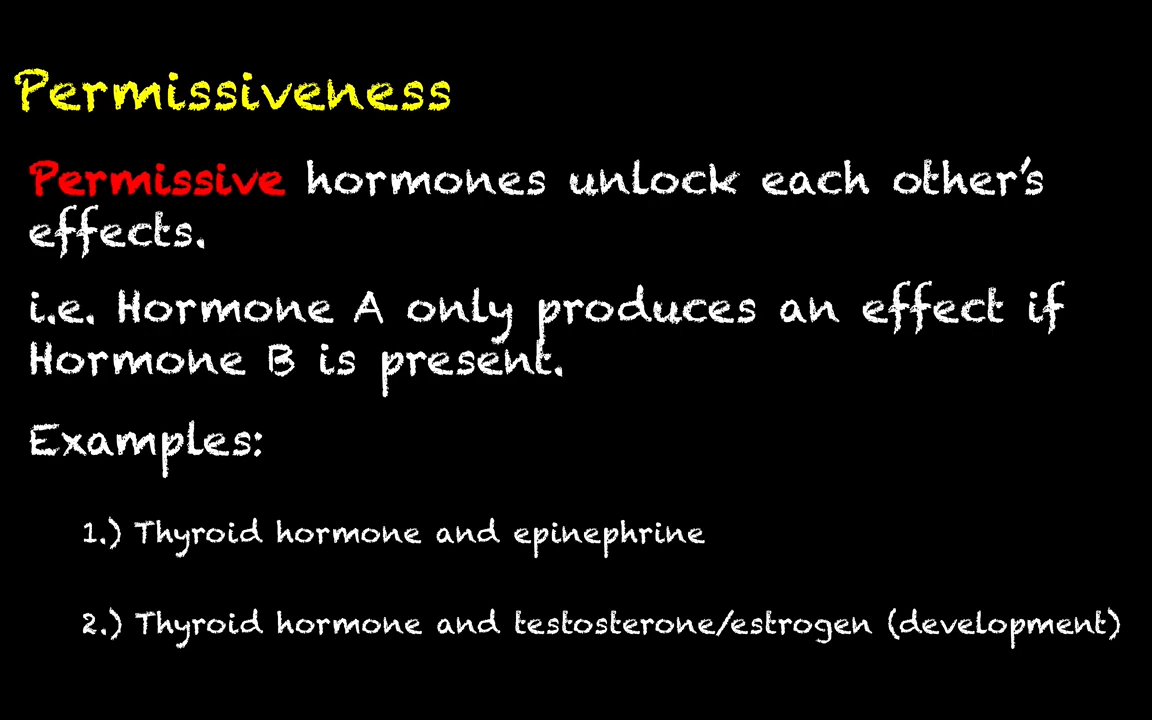 Permissiveness
Permissive hormones unlock each other's
effects.
i.e. Hormone A only produces an effect if
Hormone B is present.
Examples:
1.) Thyroid hormone and epinephrine
2.) Thyroid hormone and testosterone/estrogen (development)